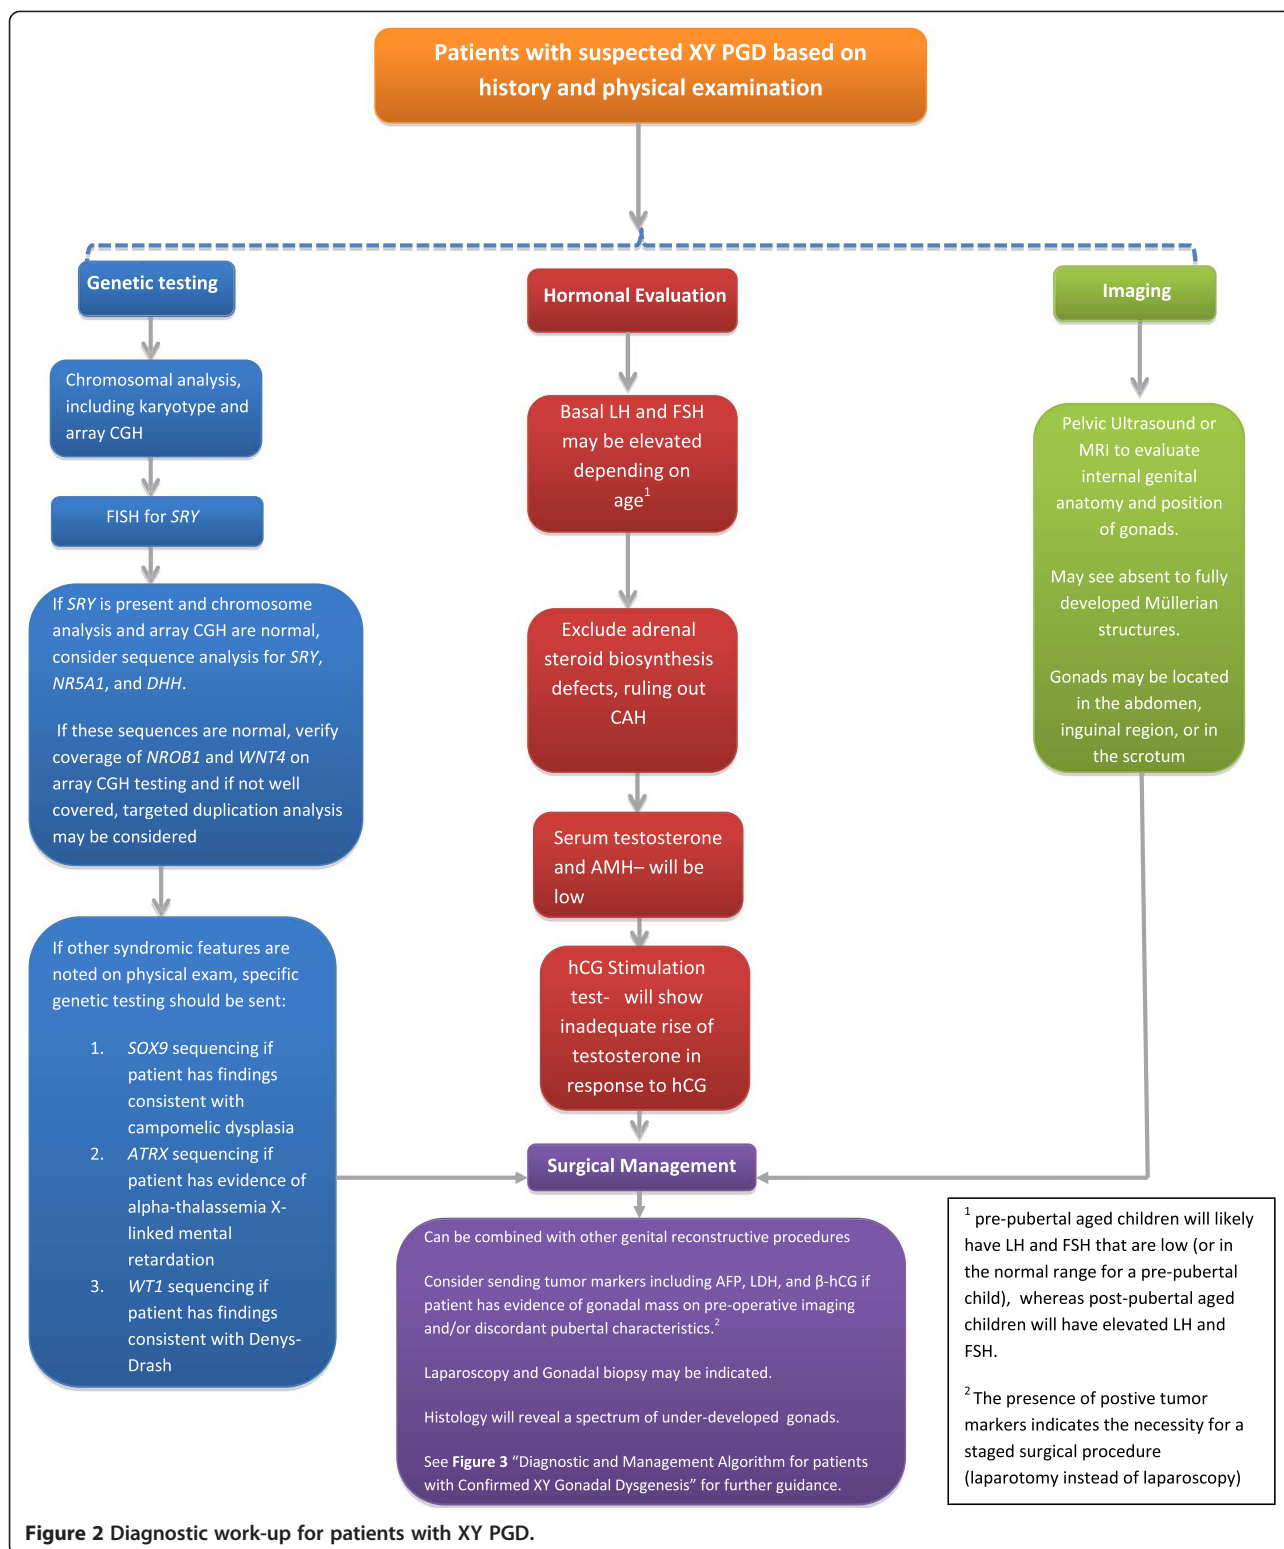 Patients with suspected XY PGD based on
history and physical examination
Genetic testing
Chromosomal analysis,
including karyotype and
array CGH
FISH for SRY
If SRY is present and chromosome
analysis and array CGH are normal,
consider sequence analysis for SRY,
NR5A1, and DHH.
If these sequences are normal, verify
coverage of NROB1 and WNT4 on
array CGH testing and if not well
covered, targeted duplication analysis
may be considered
If other syndromic features are
noted on physical exam, specific
genetic testing should be sent:
1. SOX9 sequencing if
patient has findings
consistent with
campomelic dysplasia
2. ATRX sequencing if
patient has evidence of
alpha-thalassemia X-
linked mental
retardation
3. WT1 sequencing if
patient has findings
consistent with Denys-
Drash
Hormonal Evaluation
Basal LH and FSH
may be elevated
depending on
age1
Exclude adrenal
steroid biosynthesis
defects, ruling out
CAH
Serum testosterone
and AMH– will be
low
hCG Stimulation
test- will show
inadequate rise of
testosterone in
response to hCG
Imaging
Pelvic Ultrasound or
MRI to evaluate
internal genital
anatomy and position
of gonads.
May see absent to fully
developed Müllerian
structures.
Gonads may be located
in the abdomen,
inguinal region, or in
the scrotum
Surgical Management
Can be combined with other genital reconstructive procedures
Consider sending tumor markers including AFP, LDH, and β-hCG if
patient has evidence of gonadal mass on pre-operative imaging
and/or discordant pubertal characteristics.2
Laparoscopy and Gonadal biopsy may be indicated.
Histology will reveal a spectrum of under-developed gonads.
See Figure 3 “Diagnostic and Management Algorithm for patients
with Confirmed XY Gonadal Dysgenesis” for further guidance.
1 pre-pubertal aged children will likely
have LH and FSH that are low (or in
the normal range for a pre-pubertal
child), whereas post-pubertal aged
children will have elevated LH and
FSH.
2 The presence of postive tumor
markers indicates the necessity for a
staged surgical procedure
(laparotomy instead of laparoscopy)
Figure 2 Diagnostic work-up for patients with XY PGD.